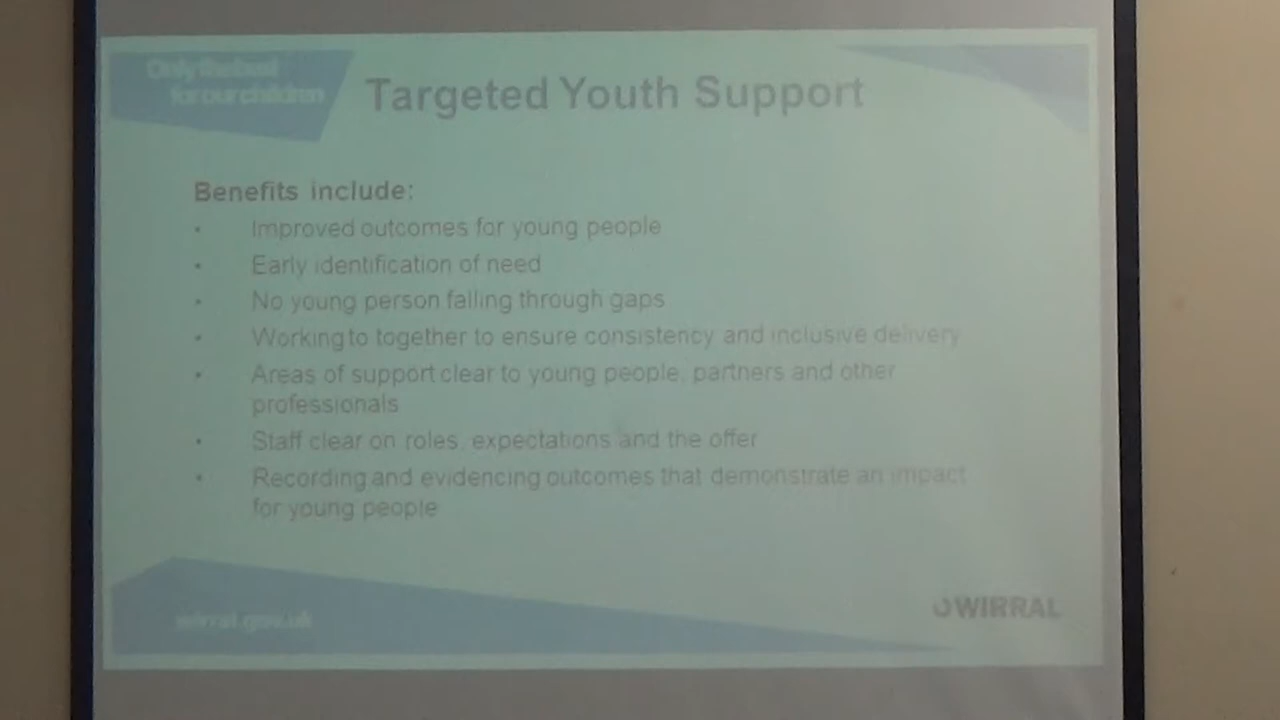 Only the best
for our children
Targeted Youth Support
Benefits include:
• Improved outcomes for young people
• Early identification of need
• No young person falling through gaps
• Working to together to ensure consistency and inclusive delivery
• Areas of support clear to young people, partners and other
professionals
• Staff clear on roles, expectations and the offer
• Recording and evidencing outcomes that demonstrate an impact
for young people
wirral.gov.uk
WIRRAL